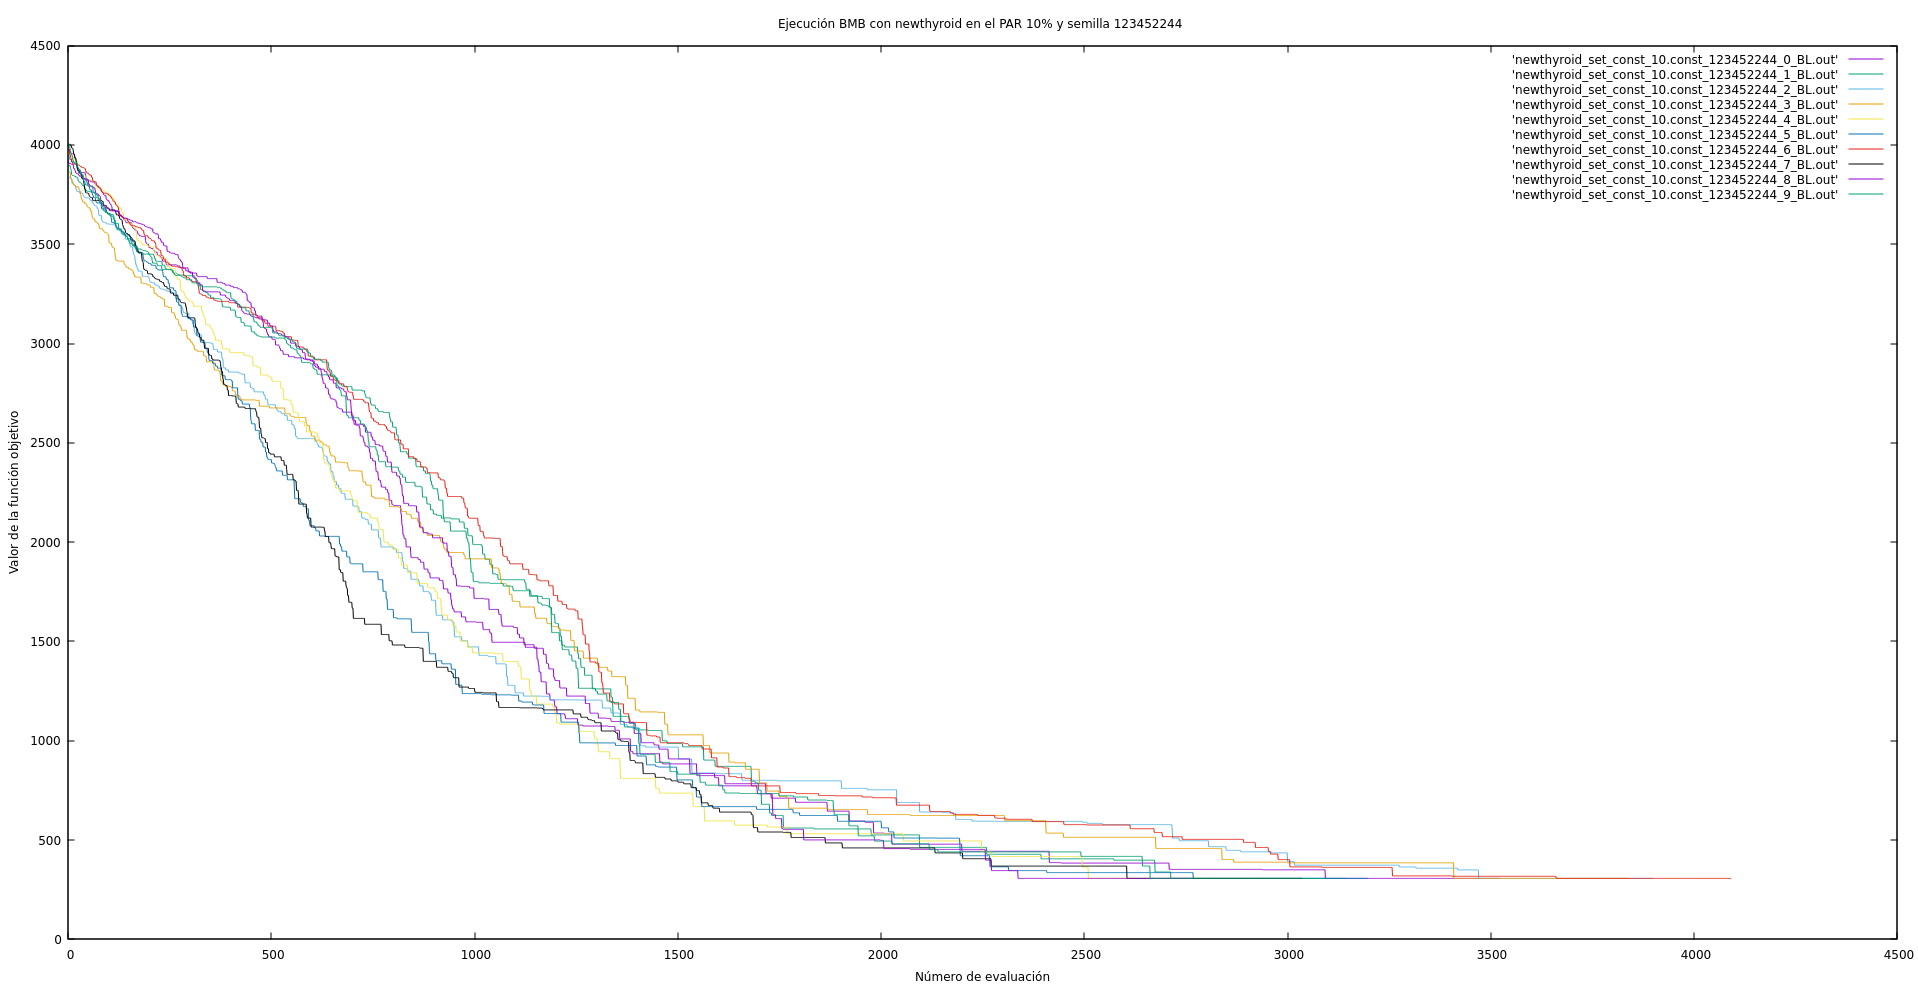 Ejecución BMB con newthyroid en el PAR 10% y semilla 123452244
4500
4000
3500
3000
2500
2000
1500
1000
500
0
Valor de la función objetivo
'newthyroid_set_const_10.const_123452244_0_BL.out'
'newthyroid_set_const_10.const_123452244_1_BL.out'
'newthyroid_set_const_10.const_123452244_2_BL.out'
'newthyroid_set_const_10.const_123452244_3_BL.out'
'newthyroid_set_const_10.const_123452244_4_BL.out'
'newthyroid_set_const_10.const_123452244_5_BL.out'
'newthyroid_set_const_10.const_123452244_6_BL.out'
'newthyroid_set_const_10.const_123452244_7_BL.out'
'newthyroid_set_const_10.const_123452244_8_BL.out'
'newthyroid_set_const_10.const_123452244_9_BL.out'
0 500 1000 1500 2000 2500 3000 3500 4000 4500
Número de evaluación